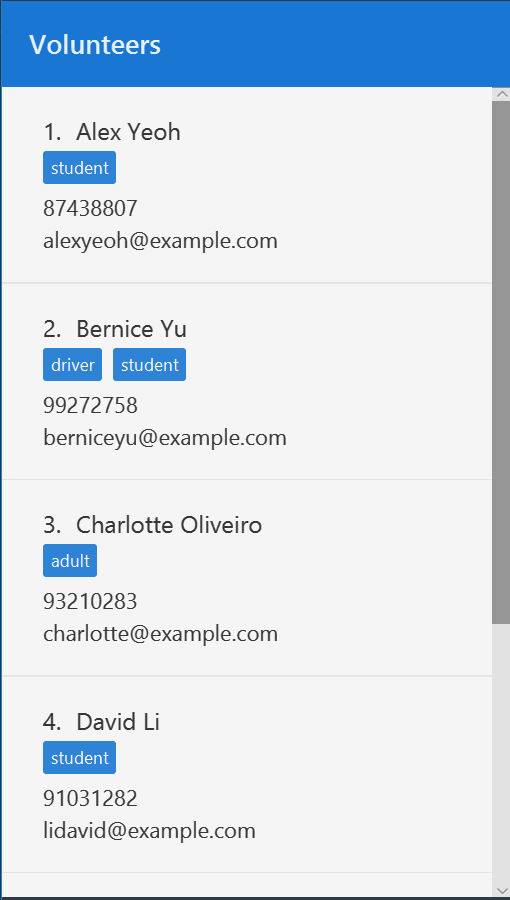 Volunteers
1. Alex Yeoh
student
87438807
alexyeoh@example.com
2. Bernice Yu
driver student
99272758
berniceyu@example.com
3. Charlotte Oliveiro
adult
93210283
charlotte@example.com
4. David Li
student
91031282
lidavid@example.com